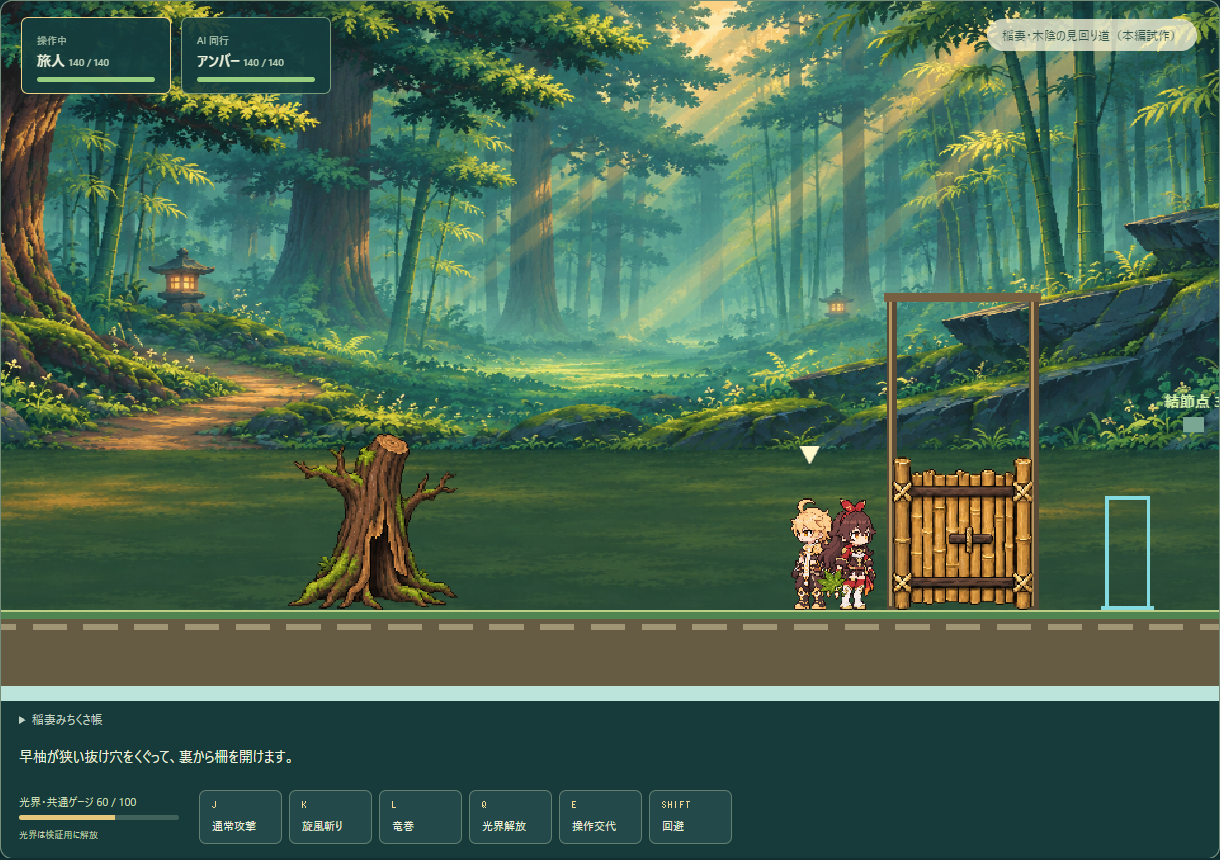 操作中
旅人 140 / 140
AI 同行
アンバー 140 / 140
稲妻・木陰の見回り道（本編試作）
結節点
稲妻みちくさ帳
早柚が狭い抜け穴をくぐって、裏から柵を開けます。
光界・共通ゲージ 60 / 100
光界は検証用に解放
J
通常攻撃
K
旋風斬り
L
竜巻
Q
光界解放
E
操作交代
SHIFT
回避